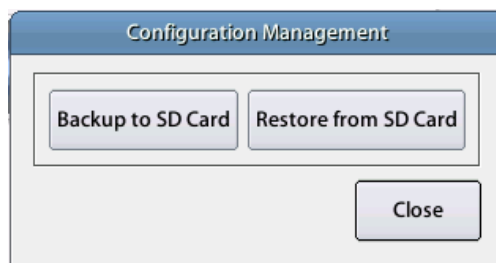 Configuration Management
Backup to SD Card Restore from SD Card
Close